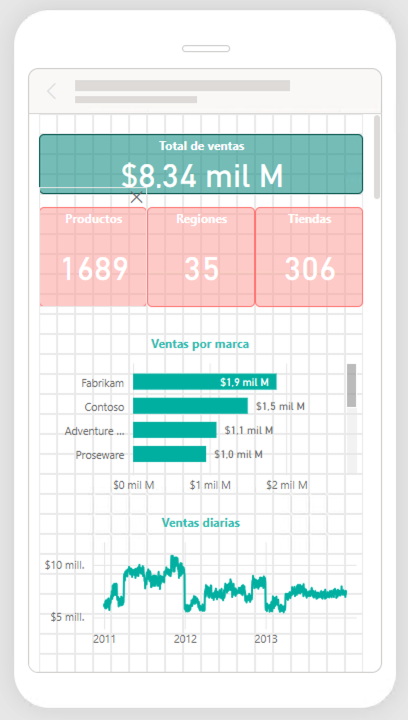 Total de ventas
$8,34 mil M
Productos Regiones Tiendas
1689 35 306
Ventas por marca
Fabrikam $1,9 mil M
Contoso $1,5 mil M
Adventure ... $1,1 mil M
Proseware $1,0 mil M
$0 mil M $1 mil M $2 mil M
Ventas diarias
$10 mill.
$5 mill.
2011 2012 2013